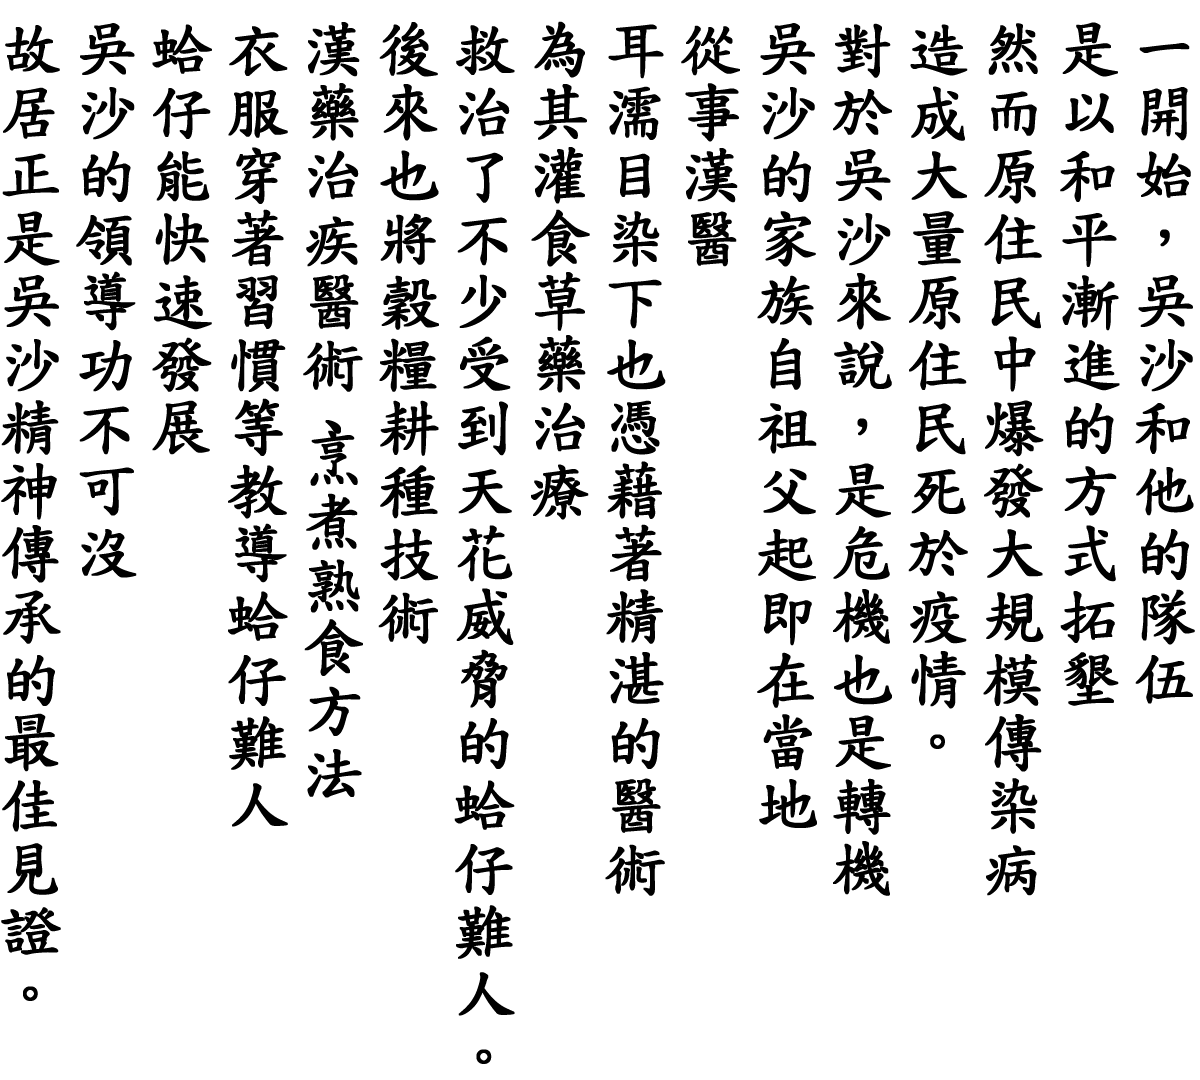 一開始，吳沙和他的隊伍
是以和平漸進的方式拓墾
然而原住民中爆發大規模傳染病
造成大量原住民死於疫情。
對於吳沙來說，是危機也是轉機
吳沙的家族自祖父起即在當地
從事漢醫
耳濡目染下也憑藉著精湛的醫術
為其灌食草藥治療
救治了不少受到天花威脅的蛤仔難人。
後來也將穀糧耕種技術
漢藥治疾醫術 烹煮熟食方法
衣服穿著習慣等教導蛤仔難人
蛤仔能快速發展
吳沙的領導功不可沒
故居正是吳沙精神傳承的最佳見證。